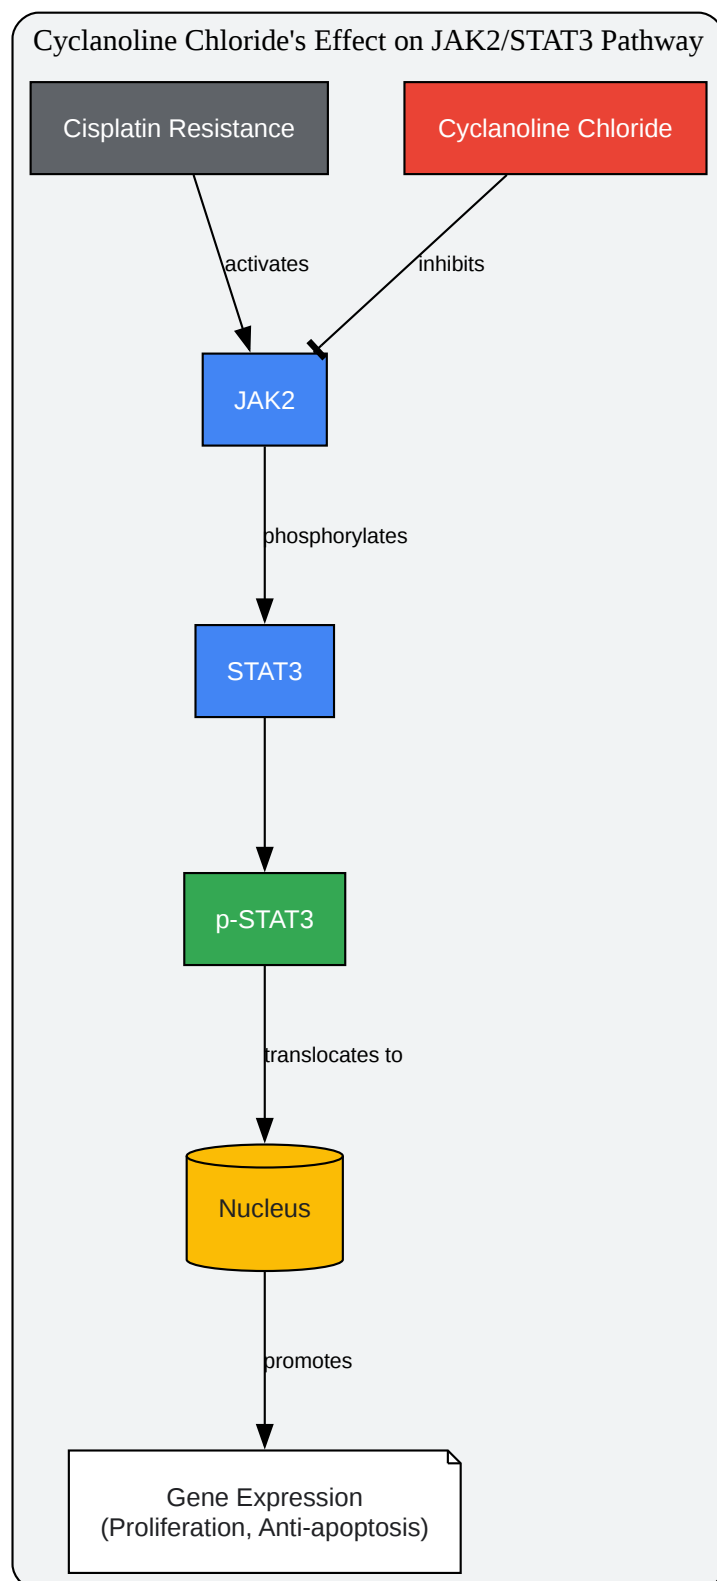 Cyclanoline Chloride's Effect on JAK2/STAT3 Pathway
Cisplatin Resistance
Cyclanoline Chloride
activates
inhibits
JAK2
phosphorylates
STAT3
p-STAT3
translocates to
Nucleus
promotes
Gene Expression
(Proliferation, Anti-apoptosis)